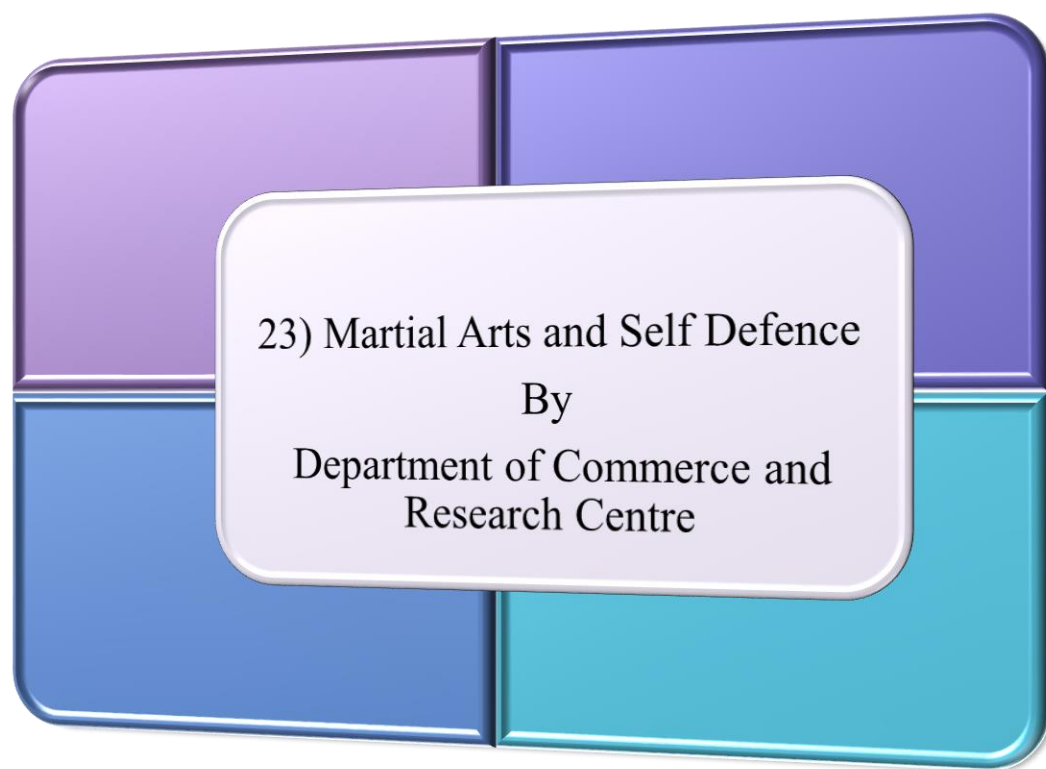 23) Martial Arts and Self Defence
By
Department of Commerce and
Research Centre